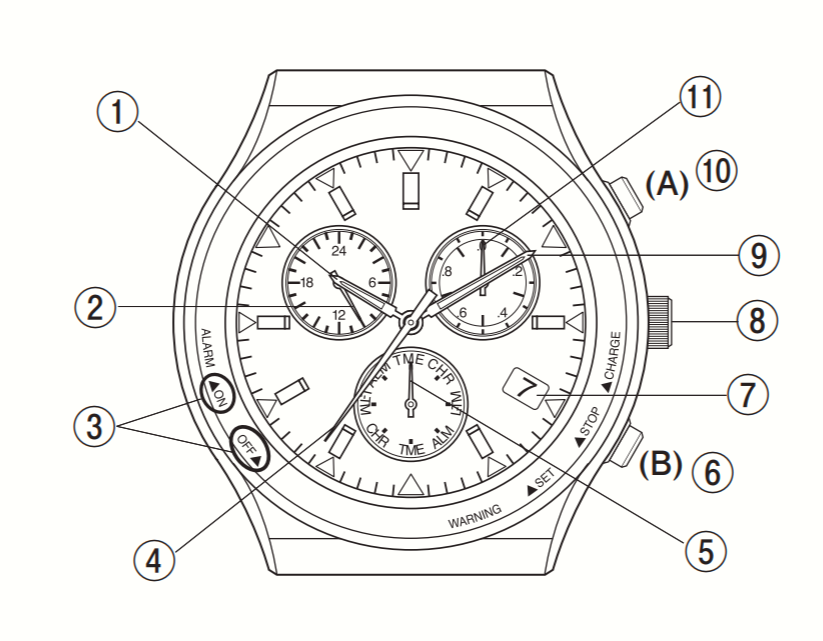 ①
⑪
(A) ⑩
24
18
6
12
.0
.8
.2
.6
.4
⑨
②
⑧
ALARM
▲ON
OFF▼
③
TME
CHR
L-TM
ALM
TME
CHR
L-TM
ALM
7
⑦
◀CHARGE
▲STOP
▲SET
WARNING
(B) ⑥
④
⑤